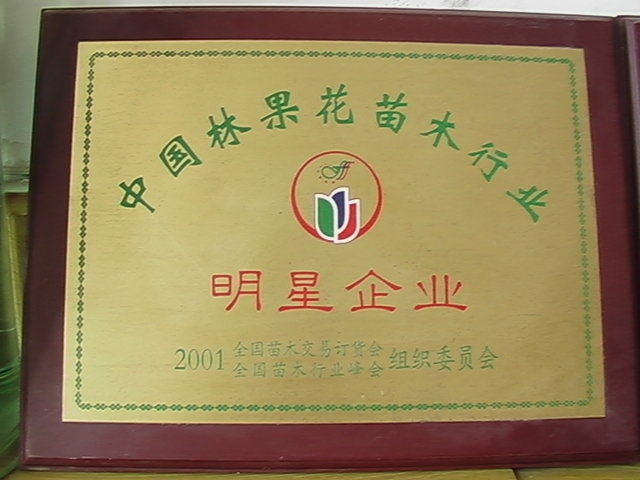 中国林果花苗木行业
明星企业
2001 全国苗木交易订货会 组织委员会
全国苗木行业峰会